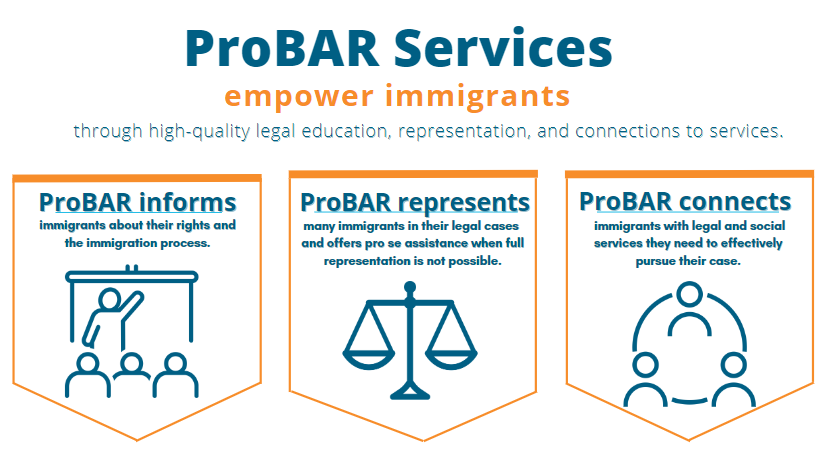 ProBAR Services
empower immigrants
through high-quality legal education, representation, and connections to services.
ProBAR informs
immigrants about their rights and
the immigration process.
ProBAR represents
many immigrants in their legal cases
and offers pro se assistance when full
representation is not possible.
ProBAR connects
immigrants with legal and social
services they need to effectively
pursue their case.